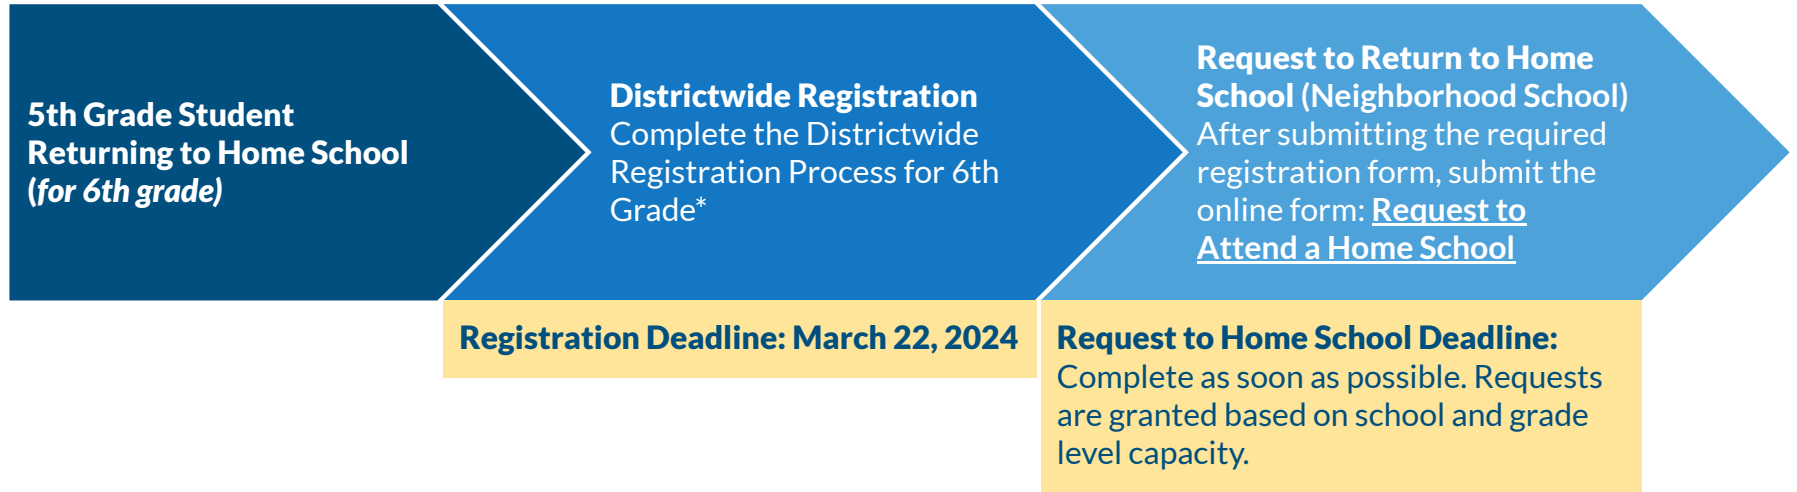 5th Grade Student
Returning to Home School
(for 6th grade)
Districtwide Registration
Complete the Districtwide
Registration Process for 6th
Grade*
Request to Return to Home
School (Neighborhood School)
After submitting the required
registration form, submit the
online form: Request to
Attend a Home School
Registration Deadline: March 22, 2024
Request to Home School Deadline:
Complete as soon as possible. Requests
are granted based on school and grade
level capacity.